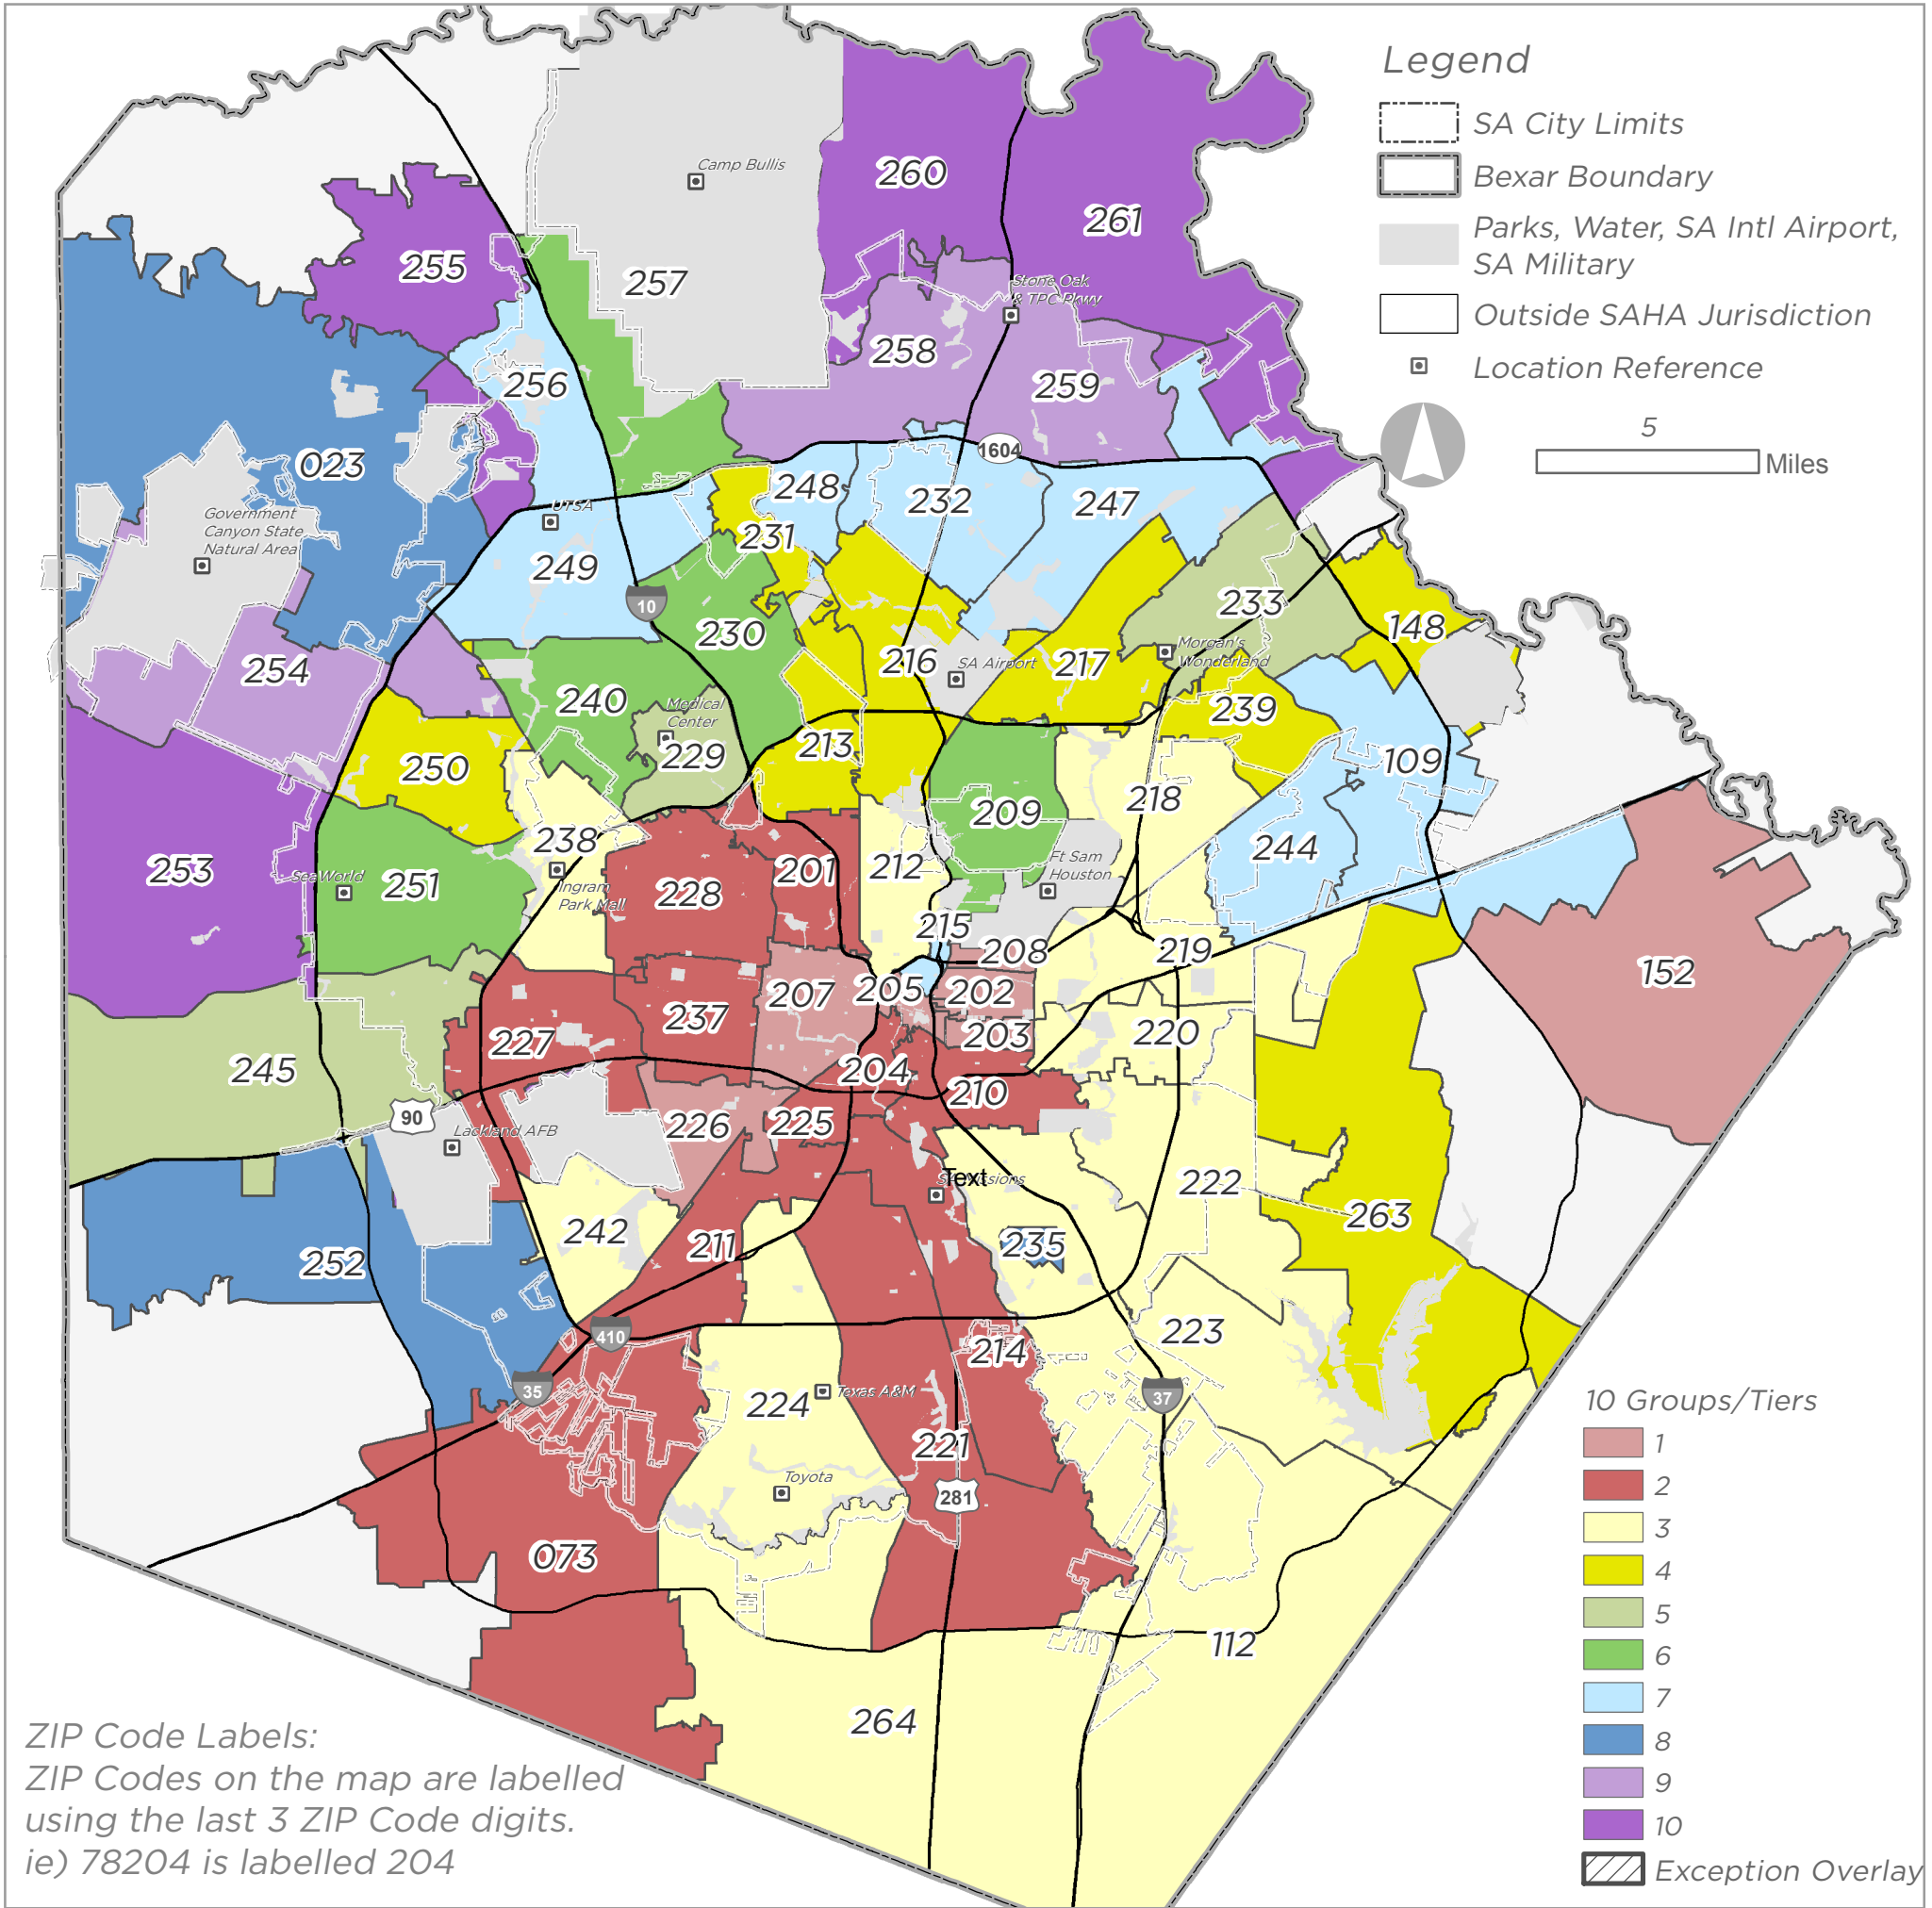 Legend
SA City Limits
Bexar Boundary
Parks, Water, SA Intl Airport,
SA Military
Outside SAHA Jurisdiction
Location Reference
5
Miles
Camp Bullis
260
261
255
257
Stone Oak
& TPC Pkwy
258
256
259
1604
023
248
232
247
UTSA
231
Government
Canyon State
Natural Area
249
10
233
230
148
Morgan's
Wonderland
216
SA Airport
217
254
240
Medical
Center
239
229
213
250
109
218
209
238
244
212
Ft Sam
Houston
253
SeaWorld
251
Ingram
Park Mall
228
201
215
208
219
152
207
205
202
237
203
220
227
245
204
210
90
226
225
Lackland AFB
Text
SA Missions
222
263
242
211
235
252
223
410
214
35
37
224
Texas A&M
221
Toyota
281
073
112
264
10 Groups/Tiers
1
2
3
4
5
6
7
8
9
10
Exception Overlay
ZIP Code Labels:
ZIP Codes on the map are labelled
using the last 3 ZIP Code digits.
ie) 78204 is labelled 204